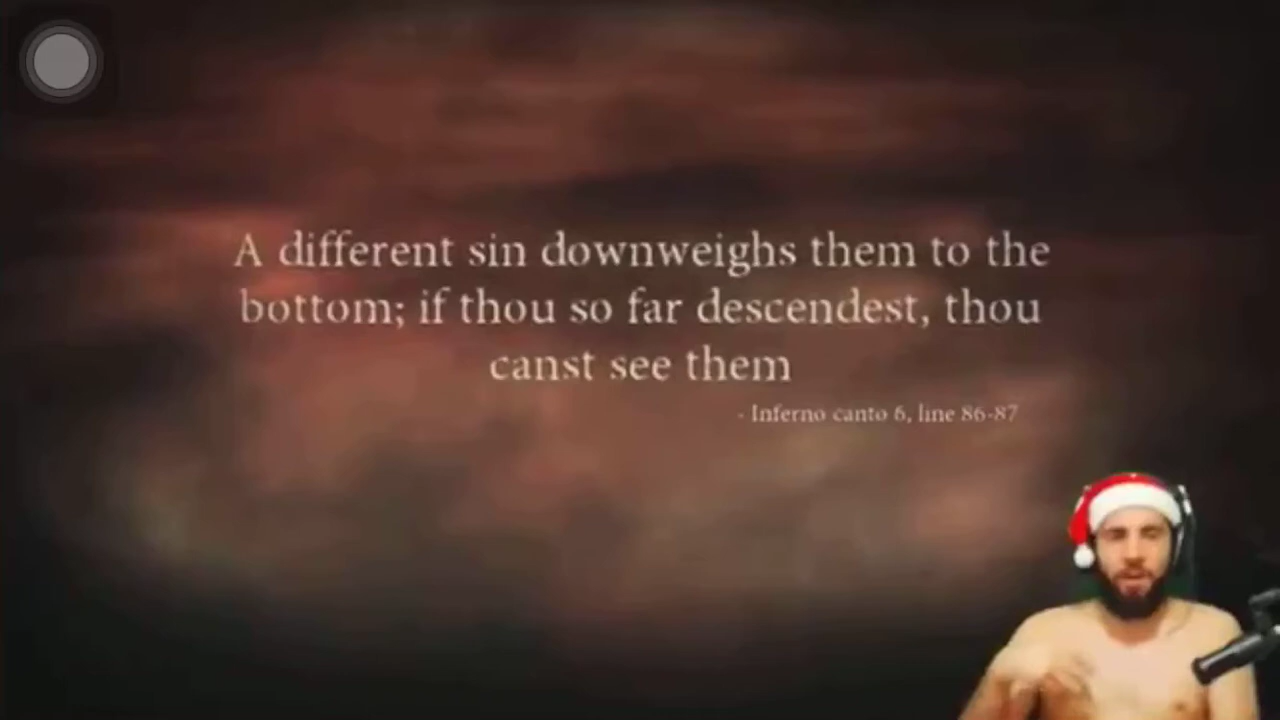 A different sin downweighs them to the
bottom; if thou so far descendest, thou
canst see them
- Inferno canto 6, line 86-87